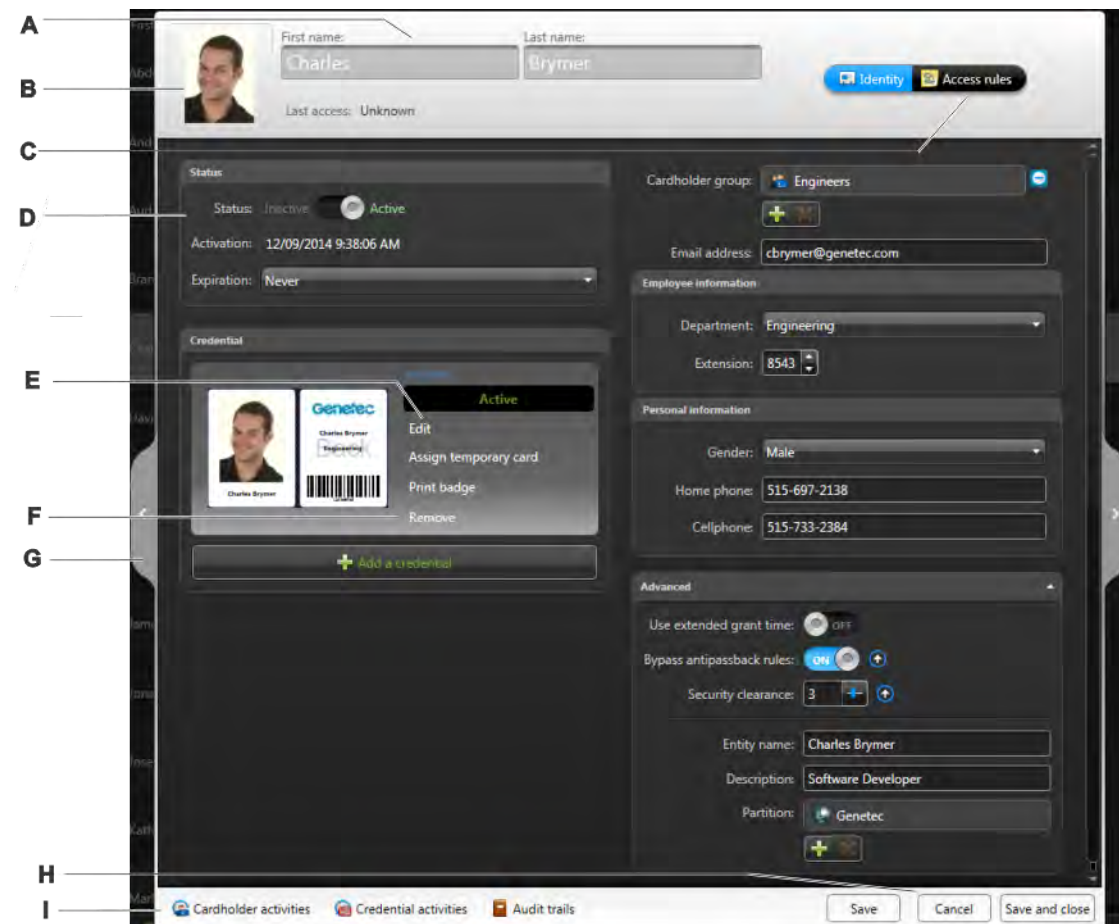 A
First name:
Last name:
Charles
Brymer
B
Identity
Access rules
Last access: Unknown
C
Status
Cardholder group:
Engineers
D
Status: Inactive
Active
Activation: 12/09/2014 9:38:06 AM
Email address: cbrymer@genetec.com
Expiration: Never
Employee information
Department: Engineering
Credential
Extension: 8543
E
Active
Genetec
Personal information
Charles Brymer
Engineering
Back
Edit
Gender: Male
Assign temporary card
Print badge
Home phone: 515-697-2138
Charles Brymer
F
Remove
Cellphone: 515-733-2384
G
Add a credential
Advanced
Use extended grant time:
OFF
Bypass antipassback rules:
ON
Security clearance: 3
Entity name: Charles Brymer
Description: Software Developer
Partition: Genetec
H
I
Cardholder activities
Credential activities
Audit trails
Save
Cancel
Save and close